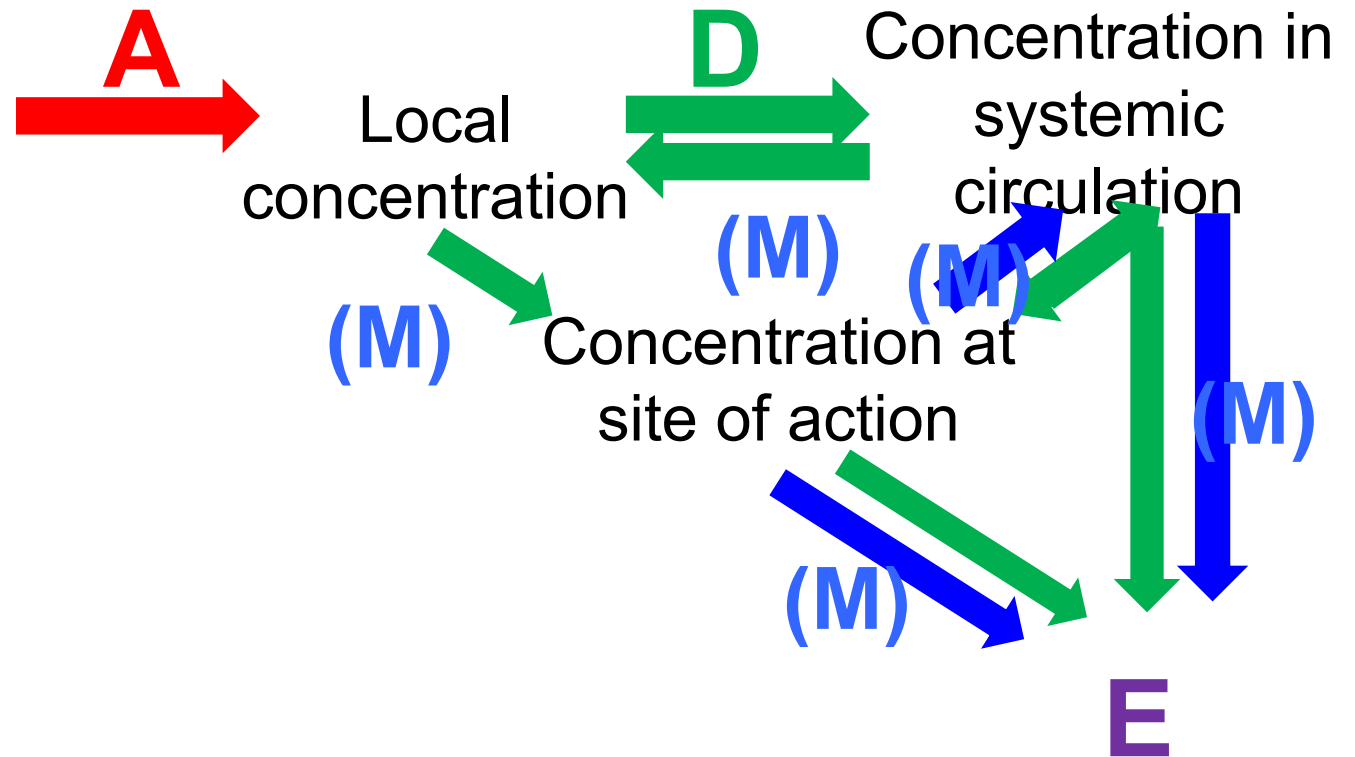 A
D
Concentration in
systemic
circulation
Local
concentration
(M)
(M)
(M)
Concentration at
site of action
(M)
(M)
E